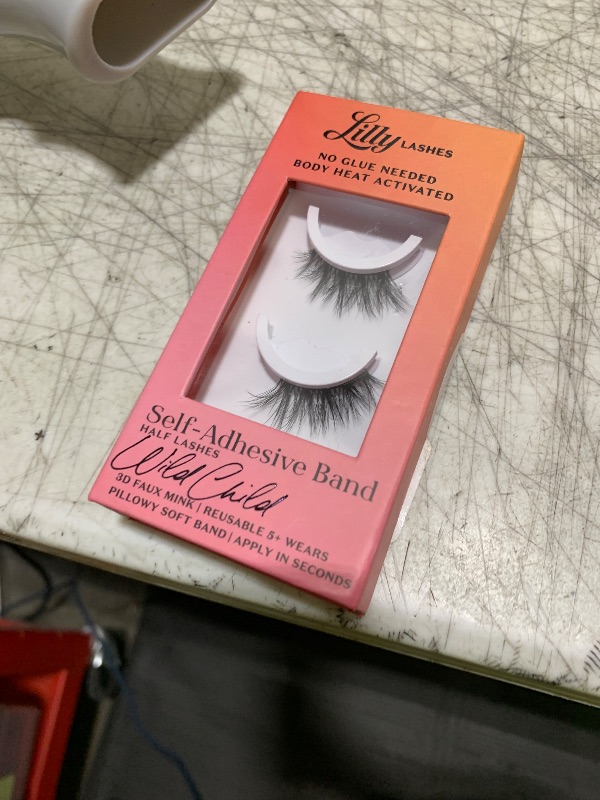 Lilly LASHES
NO GLUE NEEDED
BODY HEAT ACTIVATED
Self-Adhesive Band
HALF LASHES
Wild Child
3D FAUX MINK | REUSABLE 5+ WEARS
PILLOWY SOFT BAND | APPLY IN SECONDS